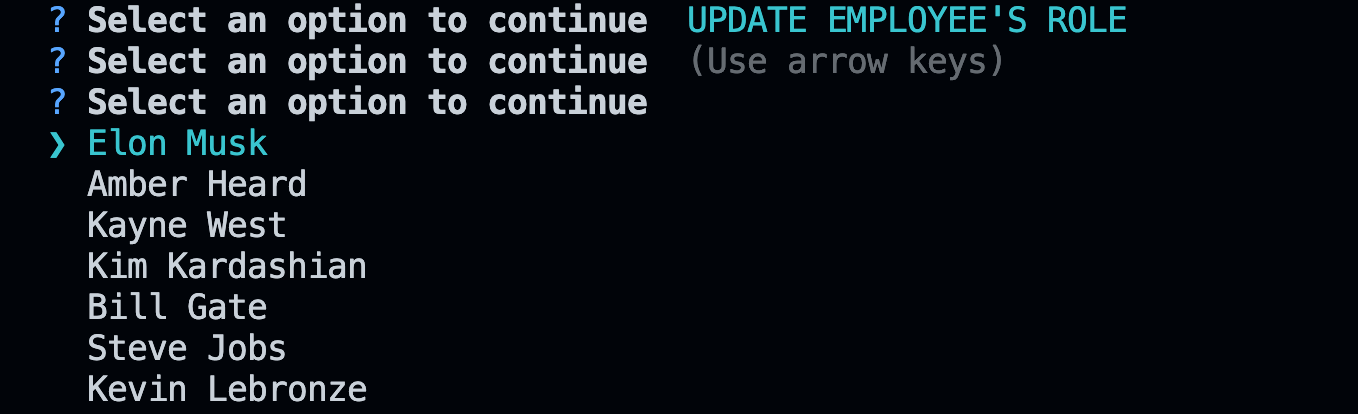 ? Select an option to continue  UPDATE EMPLOYEE'S ROLE
? Select an option to continue  (Use arrow keys)
? Select an option to continue
❯ Elon Musk
Amber Heard
Kayne West
Kim Kardashian
Bill Gate
Steve Jobs
Kevin Lebronze